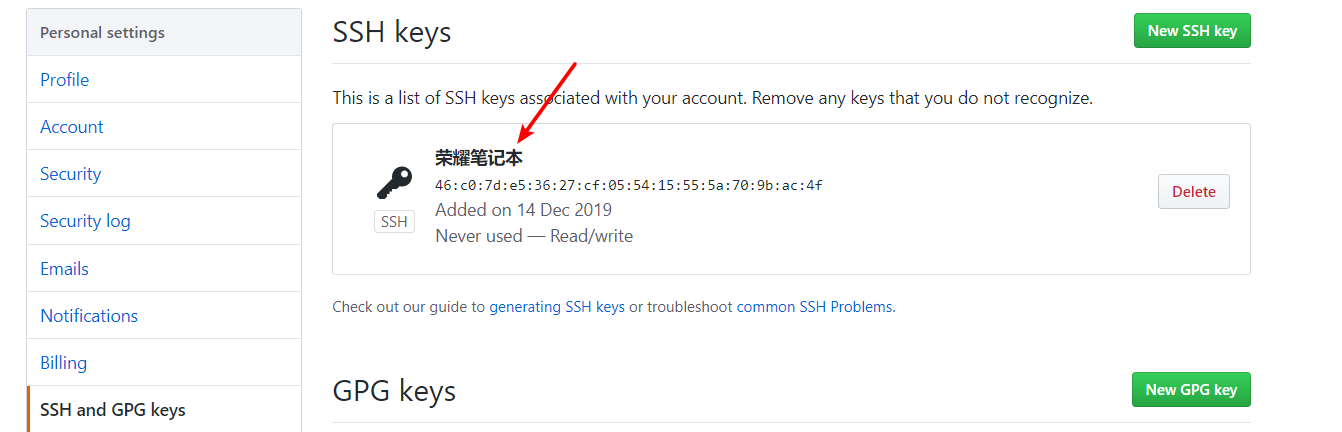 Personal settings
Profile
Account
Security
Security log
Emails
Notifications
Billing
SSH and GPG keys
SSH keys
New SSH key
This is a list of SSH keys associated with your account. Remove any keys that you do not recognize.
荣耀笔记本
46:c0:7d:e5:36:27:cf:05:54:15:55:5a:70:9b:ac:4f
Added on 14 Dec 2019
Never used — Read/write
SSH
Delete
Check out our guide to generating SSH keys or troubleshoot common SSH Problems.
GPG keys
New GPG key